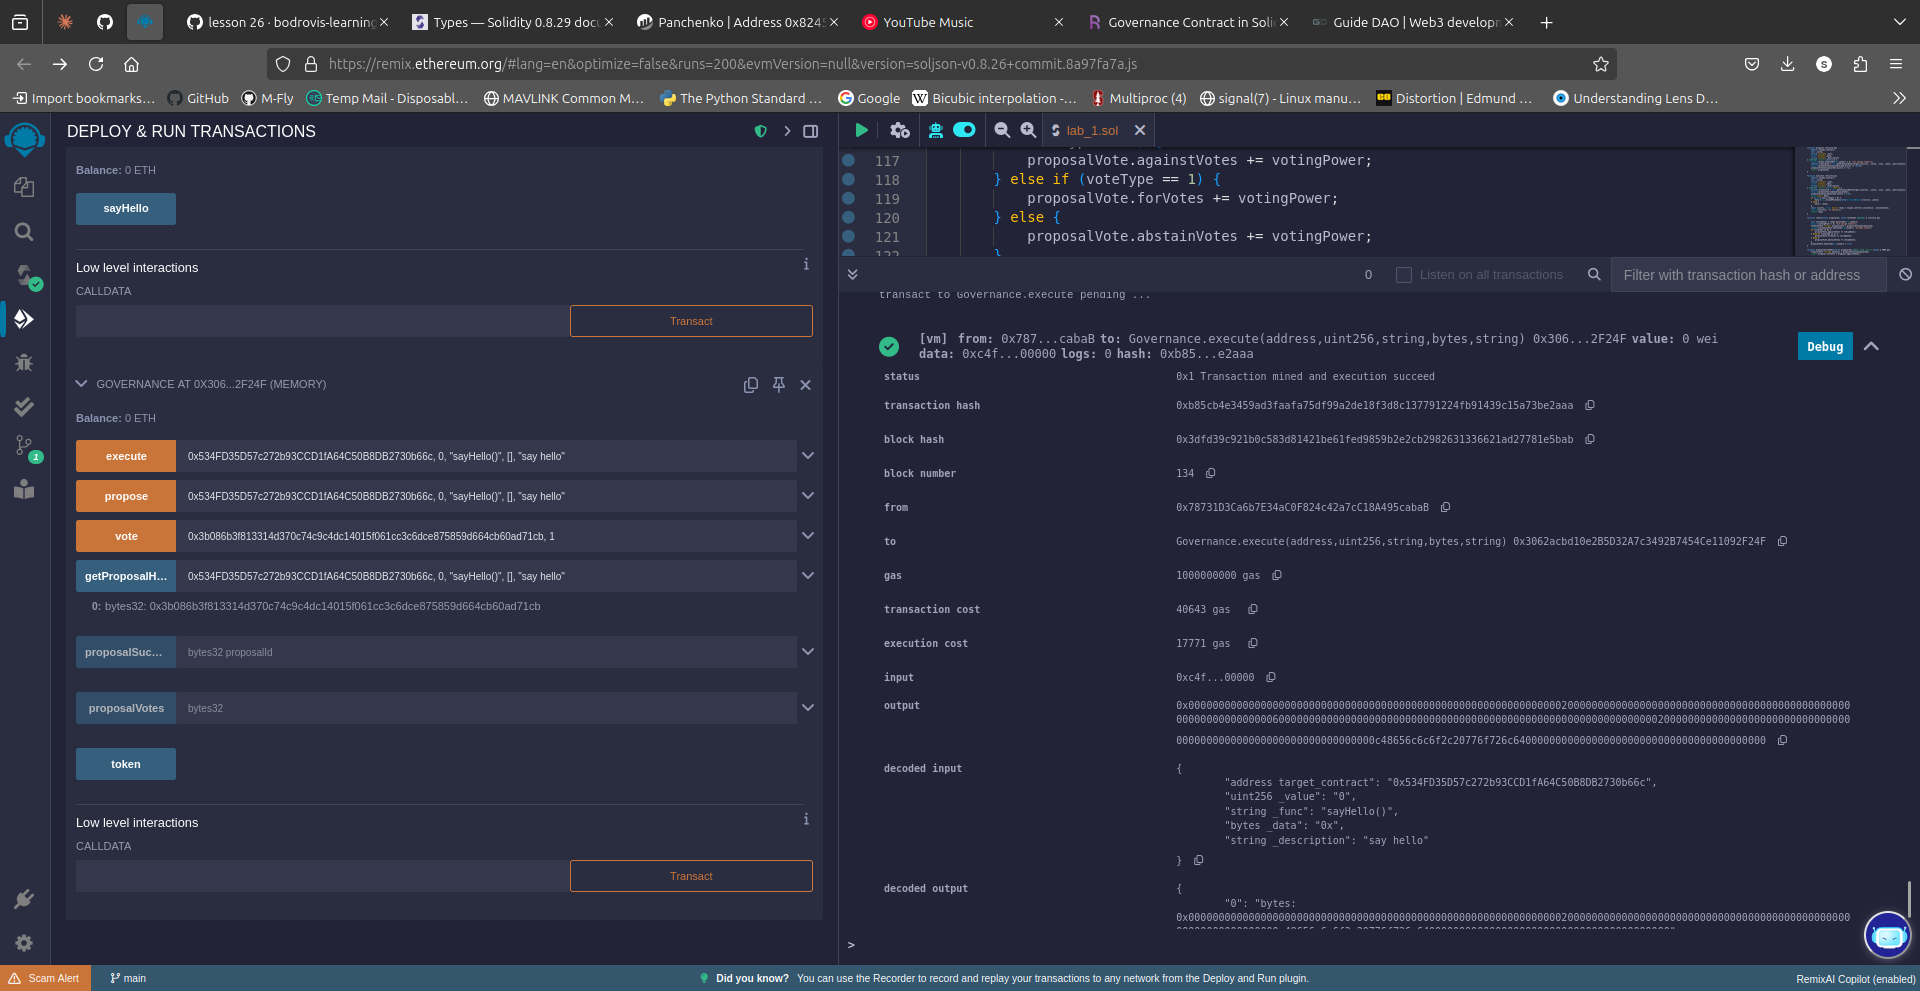 lesson 26 · bodrovis-learning
Types — Solidity 0.8.29 docu
Panchenko | Address 0x8245
YouTube Music
Governance Contract in Soli
Guide DAO | Web3 develop
https://remix.ethereum.org/#lang=en&optimize=false&runs=200&evmVersion=null&version=soljson-v0.8.26+commit.8a97fa7a.js
S
Import bookmarks...
GitHub
M-Fly
Temp Mail - Disposabl...
MAVLINK Common M...
The Python Standard ...
Google
Bicubic interpolation -...
Multiproc (4)
signal(7) - Linux manu...
Distortion | Edmund ...
Understanding Lens D...
DEPLOY & RUN TRANSACTIONS
Balance: 0 ETH
sayHello
Low level interactions
CALLDATA
Transact
GOVERNANCE AT 0X306...2F24F (MEMORY)
Balance: 0 ETH
execute 0x534FD35D57c272b93CCD1fA64C50B8DB2730b66c, 0, "sayHello()", [], "say hello"
propose 0x534FD35D57c272b93CCD1fA64C50B8DB2730b66c, 0, "sayHello()", [], "say hello"
vote 0x3b086b3f813314d370c74c9c4dc14015f061cc3c6dce875859d664cb60ad71cb, 1
getProposalH... 0x534FD35D57c272b93CCD1fA64C50B8DB2730b66c, 0, "sayHello()", [], "say hello"
0: bytes32: 0x3b086b3f813314d370c74c9c4dc14015f061cc3c6dce875859d664cb60ad71cb
proposalSuc... bytes32 proposalId
proposalVotes bytes32
token
Low level interactions
CALLDATA
Transact
1
lab_1.sol
117 proposalVote.againstVotes += votingPower;
118 } else if (voteType == 1) {
119 proposalVote.forVotes += votingPower;
120 } else {
121 proposalVote.abstainVotes += votingPower;
122 }
0
Listen on all transactions
Filter with transaction hash or address
transact to Governance.execute pending ...
[vm] from: 0x787...cabaB to: Governance.execute(address,uint256,string,bytes,string) 0x306...2F24F value: 0 wei
data: 0xc4f...00000 logs: 0 hash: 0xb85...e2aaa
Debug
status 0x1 Transaction mined and execution succeed
transaction hash 0xb85cb4e3459ad3faafa75df99a2de18f3d8c137791224fb91439c15a73be2aaa
block hash 0x3dfd39c921b0c583d81421be61fed9859b2e2cb2982631336621ad27781e5bab
block number 134
from 0x78731D3Ca6b7E34aC0F824c42a7cC18A495cabaB
to Governance.execute(address,uint256,string,bytes,string) 0x3062acbd10e2B5D32A7c3492B7454Ce11092F24F
gas 1000000000 gas
transaction cost 40643 gas
execution cost 17771 gas
input 0xc4f...00000
output
decoded input {
"address target_contract": "0x534FD35D57c272b93CCD1fA64C50B8DB2730b66c",
"uint256 _value": "0",
"string _func": "sayHello()",
"bytes _data": "0x",
"string _description": "say hello"
}
decoded output {
"0": "bytes:
>
Scam Alert
main
Did you know? You can use the Recorder to record and replay your transactions to any network from the Deploy and Run plugin.
RemixAI Copilot (enabled)